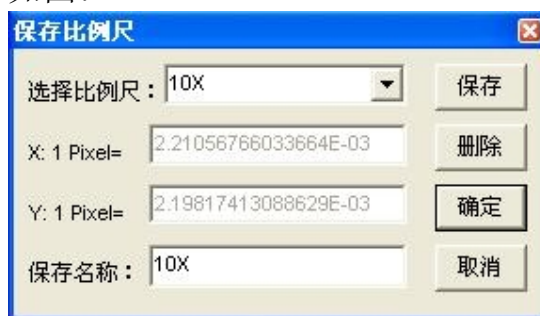 保存比例尺
选择比例尺：10X 保存
X: 1 Pixel= 2.21056766033664E-03 删除
Y: 1 Pixel= 2.19817413088629E-03 确定
保存名称：10X 取消